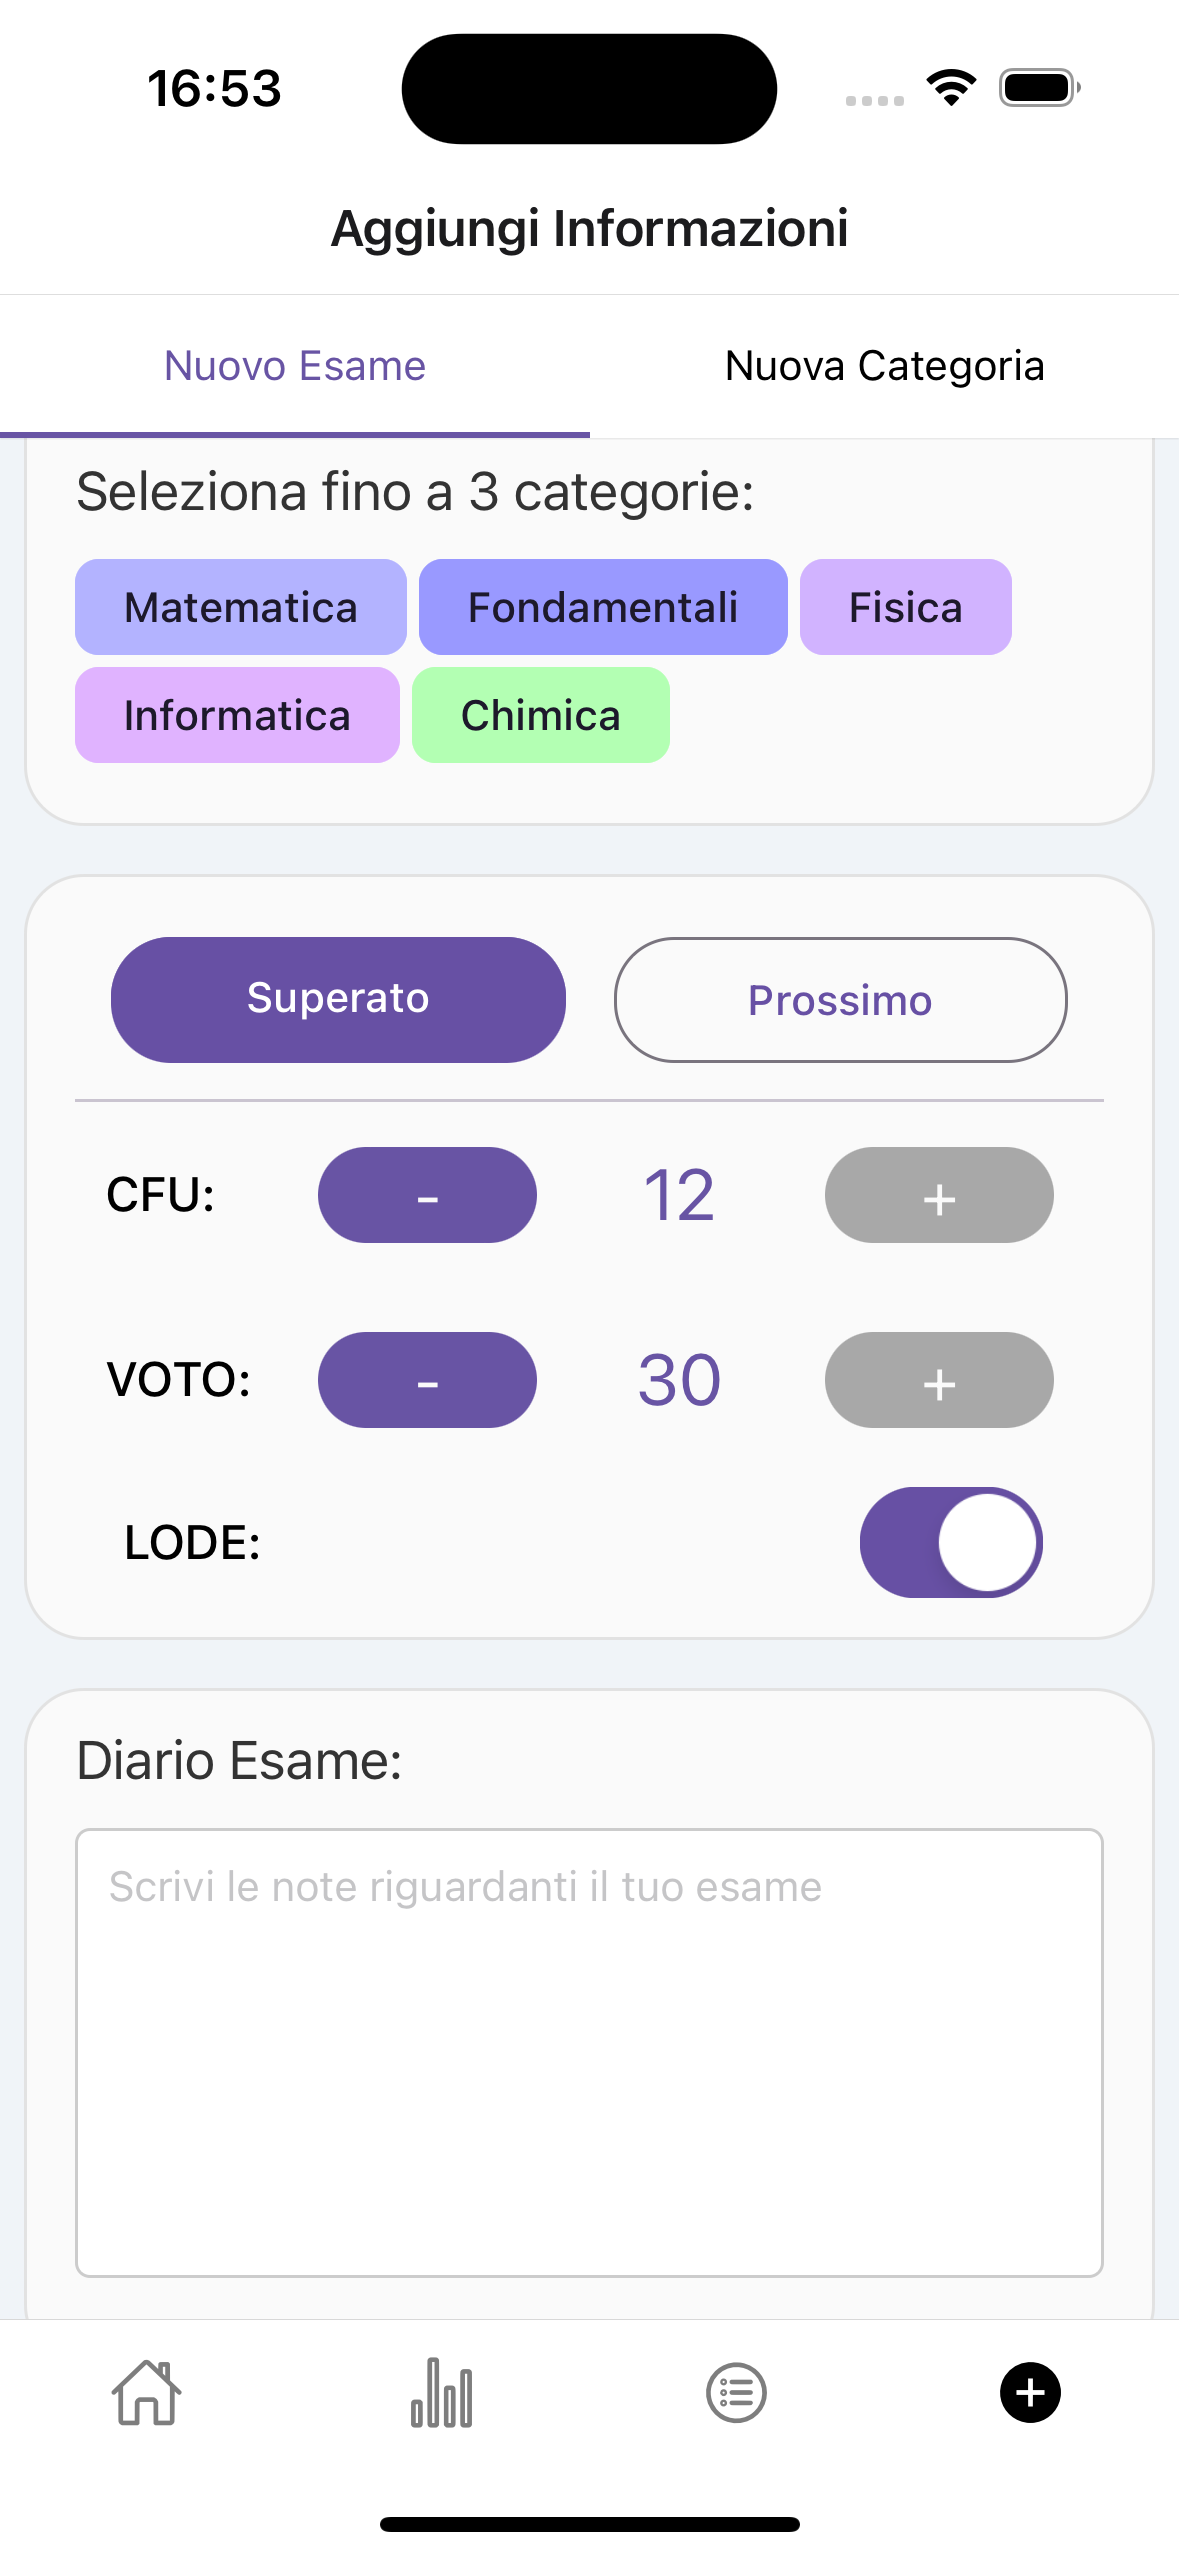 16:53
Aggiungi Informazioni
Nuovo Esame Nuova Categoria
Seleziona fino a 3 categorie:
Matematica Fondamentali Fisica
Informatica Chimica
Superato Prossimo
CFU: - 12 +
VOTO: - 30 +
LODE:
Diario Esame:
Scrivi le note riguardanti il tuo esame